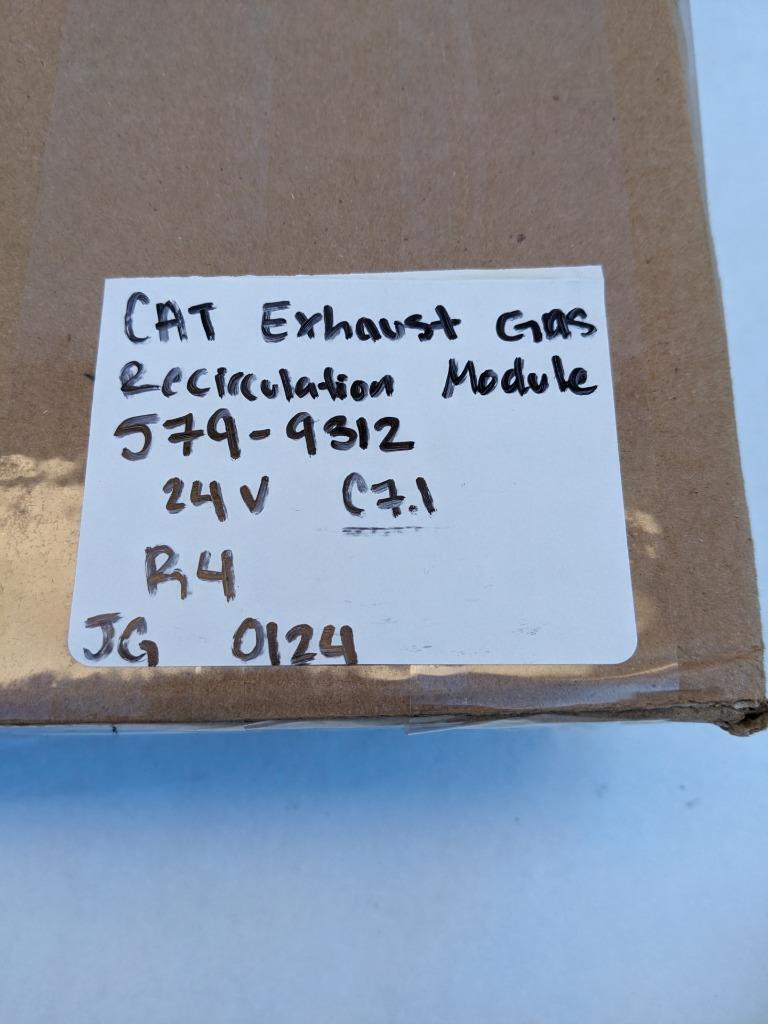 CAT Exhaust Gas
Recirculation Module
579-9312
24V C7.1
R4
JG 0124